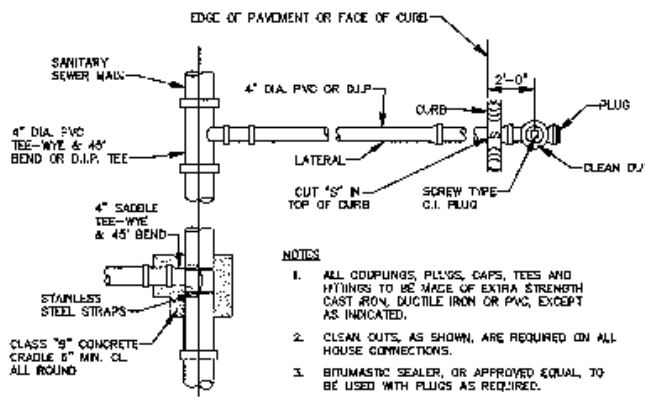 EDGE OF PAVEMENT OR FACE OF CURB
SANITARY
SEWER MAIN
2'-0"
4" DIA. PVC OR D.I.P.
CURB
PLUG
4" DIA. PVC
TEE-WYE & 45°
BEND OR D.I.P. TEE
LATERAL
CLEAN OUT
CUT "S" IN
TOP OF CURB
SCREW TYPE
C.I. PLUG
4" SADDLE
TEE-WYE
& 45° BEND
STAINLESS
STEEL STRAPS
CLASS "B" CONCRETE
CRADLE 6" MIN. CL.
ALL ROUND
NOTES
1. ALL COUPLINGS, PLUGS, CAPS, TEES AND
FITTINGS TO BE MADE OF EXTRA STRENGTH
CAST IRON, DUCTILE IRON OR PVC, EXCEPT
AS INDICATED.
2. CLEAN OUTS, AS SHOWN, ARE REQUIRED ON ALL
HOUSE CONNECTIONS.
3. BITUMASTIC SEALER, OR APPROVED EQUAL, TO
BE USED WITH PLUGS AS REQUIRED.